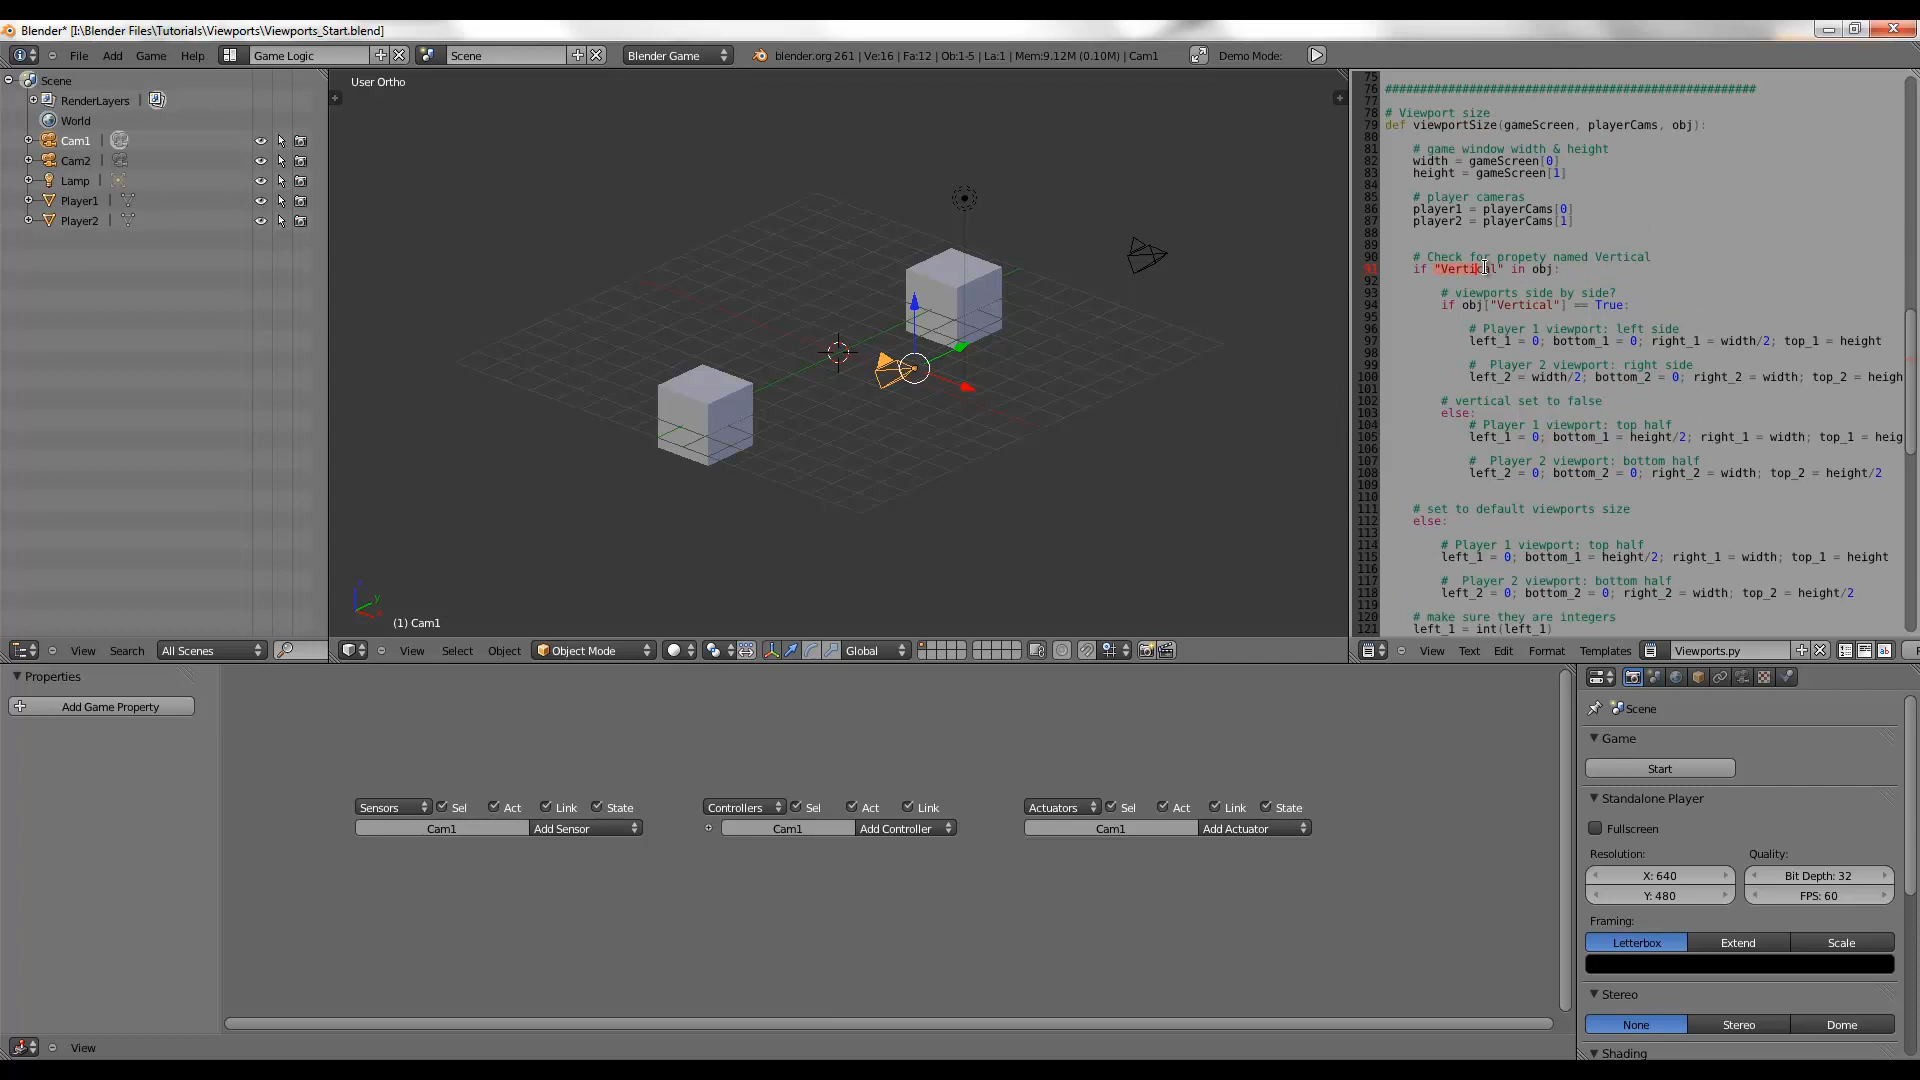 Blender* [I:\Blender Files\Tutorials\Viewports\Viewports_Start.blend]
File Add Game Help Game Logic Scene Blender Game blender.org 261 | Ve:16 | Fa:12 | Ob:1-5 | La:1 | Mem:9.12M (0.10M) | Cam1 Demo Mode:
Scene
RenderLayers |
World
Cam1 |
Cam2 |
Lamp |
Player1 |
Player2 |
View Search All Scenes
User Ortho
z
y
x
(1) Cam1
View Select Object Object Mode Global
75
76 #####################################################
77
78 # Viewport size
79 def viewportSize(gameScreen, playerCams, obj):
80
81 # game window width & height
82 width = gameScreen[0]
83 height = gameScreen[1]
84
85 # player cameras
86 player1 = playerCams[0]
87 player2 = playerCams[1]
88
89
90 # Check for propety named Vertical
91 if "Vertical" in obj:
92
93 # viewports side by side?
94 if obj["Vertical"] == True:
95
96 # Player 1 viewport: left side
97 left_1 = 0; bottom_1 = 0; right_1 = width/2; top_1 = height
98
99 #  Player 2 viewport: right side
100 left_2 = width/2; bottom_2 = 0; right_2 = width; top_2 = heigh
101
102 # vertical set to false
103 else:
104 # Player 1 viewport: top half
105 left_1 = 0; bottom_1 = height/2; right_1 = width; top_1 = heig
106
107 #  Player 2 viewport: bottom half
108 left_2 = 0; bottom_2 = 0; right_2 = width; top_2 = height/2
109
110
111 # set to default viewports size
112 else:
113
114 # Player 1 viewport: top half
115 left_1 = 0; bottom_1 = height/2; right_1 = width; top_1 = height
116
117 #  Player 2 viewport: bottom half
118 left_2 = 0; bottom_2 = 0; right_2 = width; top_2 = height/2
119
120 # make sure they are integers
121 left_1 = int(left_1)
View Text Edit Format Templates Viewports.py
Properties
Add Game Property
Sensors Sel Act Link State
Cam1 Add Sensor
Controllers Sel Act Link
Cam1 Add Controller
Actuators Sel Act Link State
Cam1 Add Actuator
View
Scene
Game
Start
Standalone Player
Fullscreen
Resolution: Quality:
X: 640 Bit Depth: 32
Y: 480 FPS: 60
Framing:
Letterbox Extend Scale
Stereo
None Stereo Dome
Shading